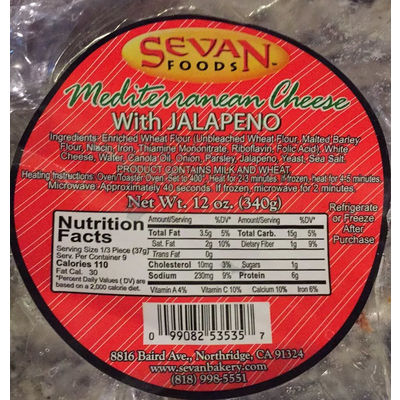 SEVAN™
FOODS
Mediterranean Cheese
With JALAPENO
Ingredients: Enriched Wheat Flour (Unbleached Wheat Flour, Malted Barley
Flour, Niacin, Iron, Thiamine Mononitrate, Riboflavin, Folic Acid), White
Cheese, Water, Canola Oil, Onion, Parsley, Jalapeno, Yeast, Sea Salt.
PRODUCT CONTAINS MILK AND WHEAT.
Heating Instructions: Oven/Toaster Oven- Set to 400° Heat for 2-3 minutes. If frozen, heat for 4-5 minutes.
Microwave - Approximately 40 seconds. If frozen, microwave for 2 minutes.
Net Wt. 12 oz. (340g)
Nutrition Facts
Serving Size 1/3 Piece (37g)
Serv. Per Container 9
Calories 110
Fat Cal. 30
*Percent Daily Values (DV) are
based on a 2,000 calorie diet.
Amount/Serving %DV* Amount/Serving %DV*
Total Fat 3.5g 5% Total Carb. 15g 5%
Sat. Fat 2g 10% Dietary Fiber 1g 9%
Trans Fat 0g
Cholesterol 10mg 3% Sugars 1g
Sodium 230mg 9% Protein 6g
Vitamin A 4% Vitamin C 10% Calcium 10% Iron 6%
Refrigerate
or Freeze
After
Purchase
0 99082 53535 7
8816 Baird Ave., Northridge, CA 91324
www.sevanbakery.com
(818) 998-5551